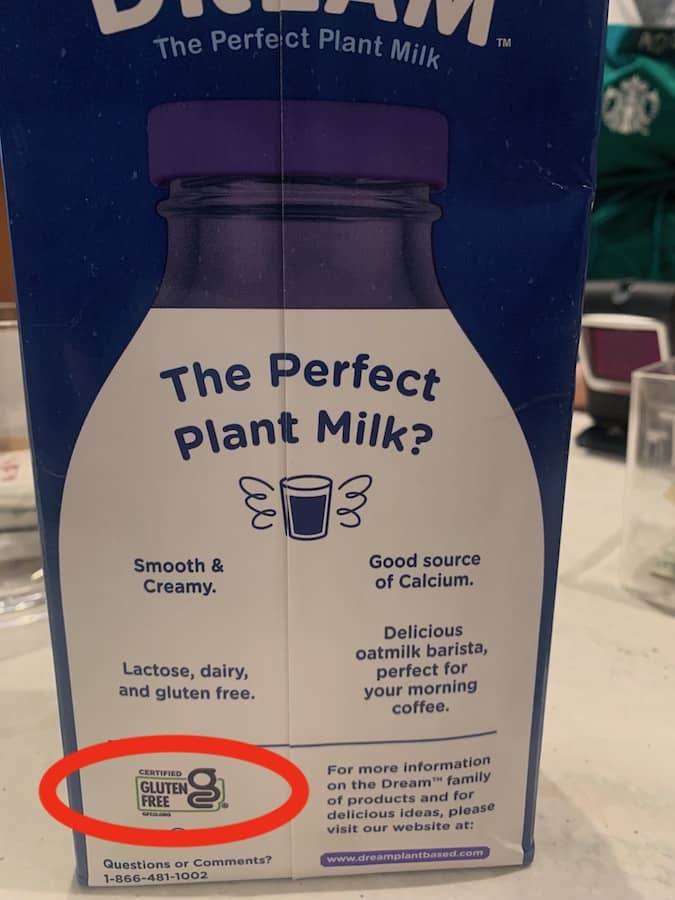 DREAM™
The Perfect Plant Milk
The Perfect
Plant Milk?
Smooth &
Creamy.
Good source
of Calcium.
Lactose, dairy,
and gluten free.
Delicious
oatmilk barista,
perfect for
your morning
coffee.
CERTIFIED
GLUTEN
FREE
®
GFCO.ORG
Questions or Comments?
1-866-481-1002
For more information
on the Dream™ family
of products and for
delicious ideas, please
visit our website at:
www.dreamplantbased.com